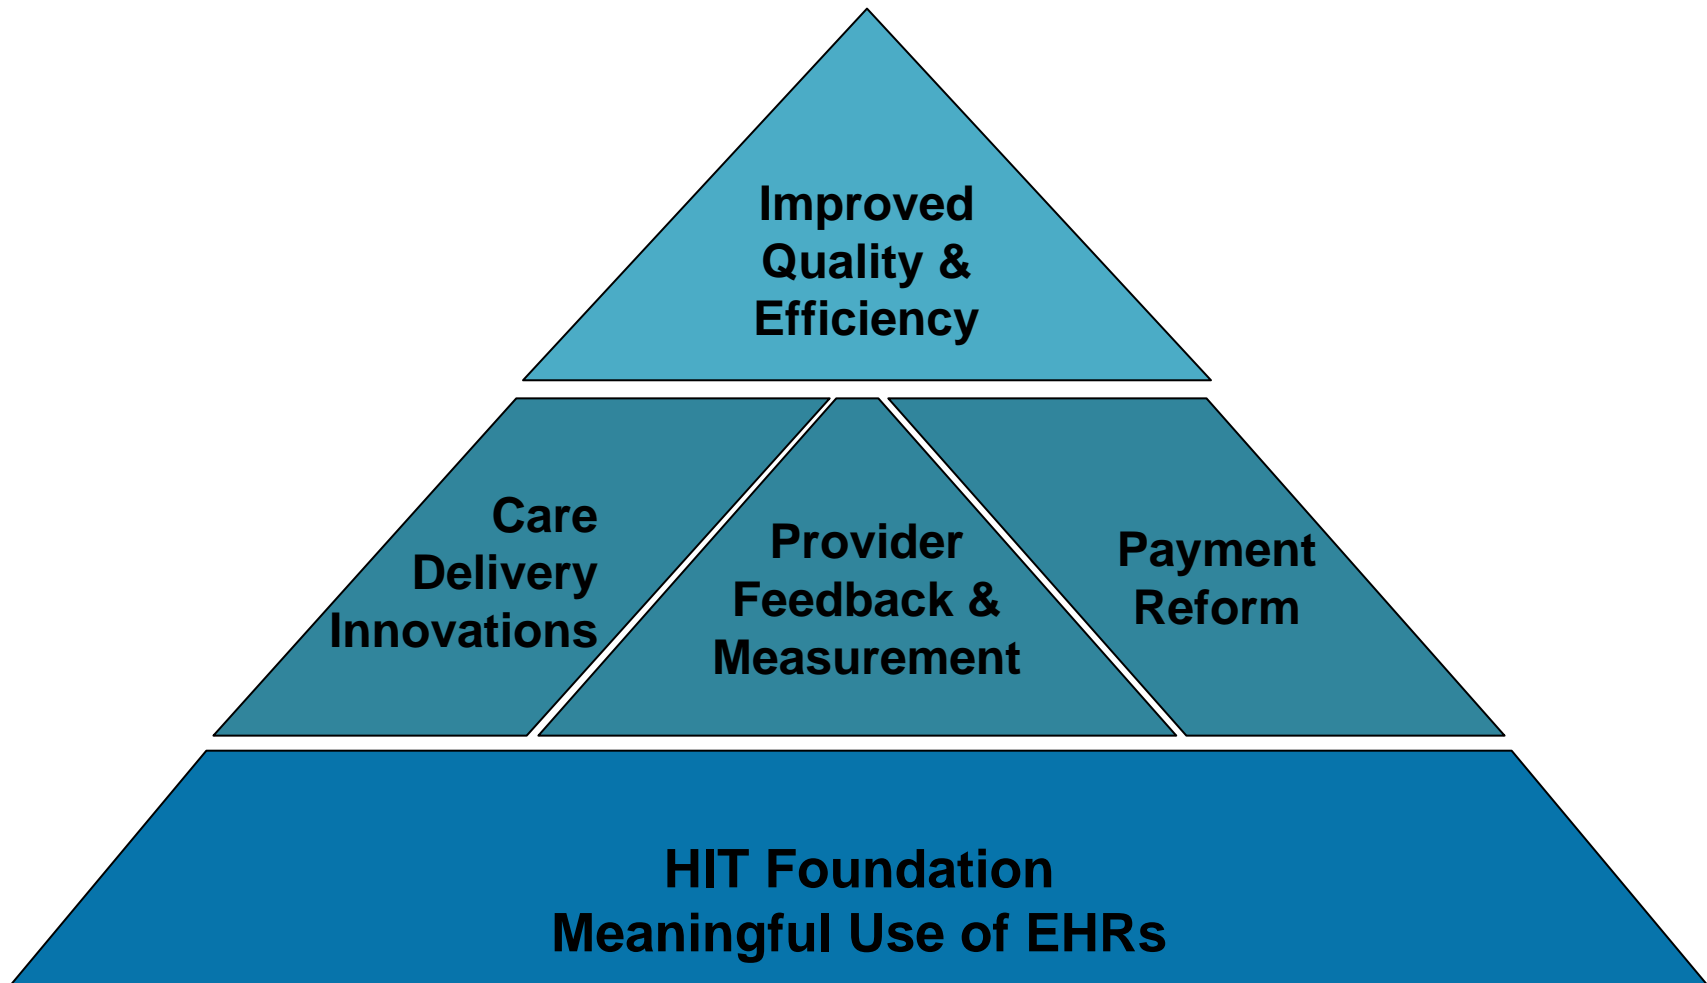 Improved
Quality &
Efficiency
Care
Delivery
Innovations
Provider
Feedback &
Measurement
Payment
Reform
HIT Foundation
Meaningful Use of EHRs